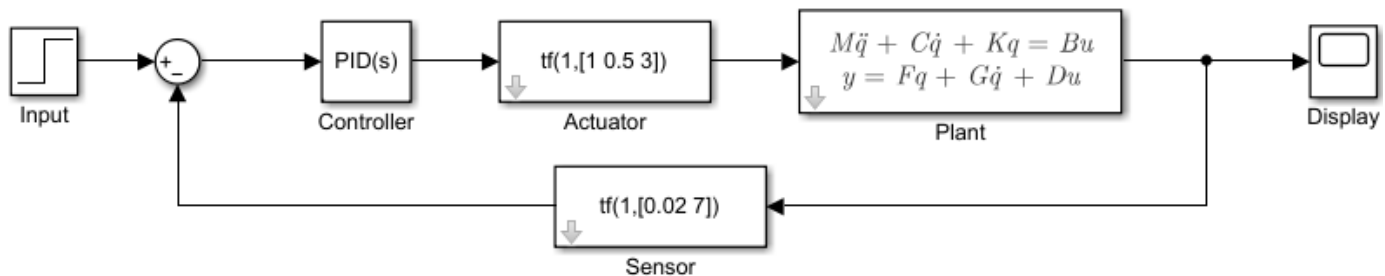 Input
+
−
PID(s)
Controller
tf(1,[1 0.5 3])
Actuator
Mq̈ + Cq̇ + Kq = Bu
y = Fq + Gq̇ + Du
Plant
Display
tf(1,[0.02 7])
Sensor